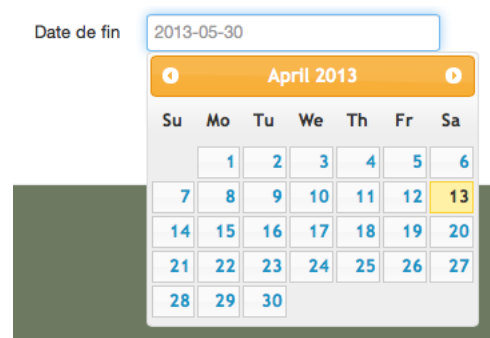 Date de fin 2013-05-30
April 2013
Su Mo Tu We Th Fr Sa
1 2 3 4 5 6
7 8 9 10 11 12 13
14 15 16 17 18 19 20
21 22 23 24 25 26 27
28 29 30